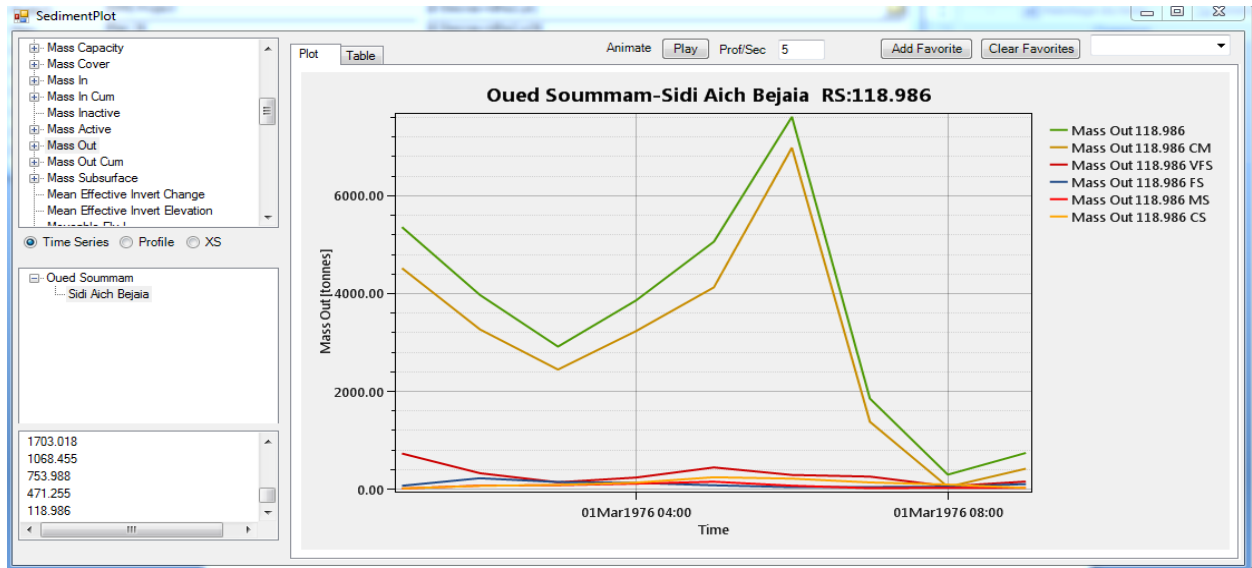 SedimentPlot
Mass Capacity
Mass Cover
Mass In
Mass In Cum
Mass Inactive
Mass Active
Mass Out
Mass Out Cum
Mass Subsurface
Mean Effective Invert Change
Mean Effective Invert Elevation
Time Series Profile XS
Oued Soummam
Sidi Aich Bejaia
1703.018
1068.455
753.988
471.255
118.986
Plot Table
Animate Play Prof/Sec 5 Add Favorite Clear Favorites
Oued Soummam-Sidi Aich Bejaia RS:118.986
Mass Out [tonnes]
6000.00
4000.00
2000.00
0.00
01Mar1976 04:00 01Mar1976 08:00
Time
Mass Out 118.986
Mass Out 118.986 CM
Mass Out 118.986 VFS
Mass Out 118.986 FS
Mass Out 118.986 MS
Mass Out 118.986 CS